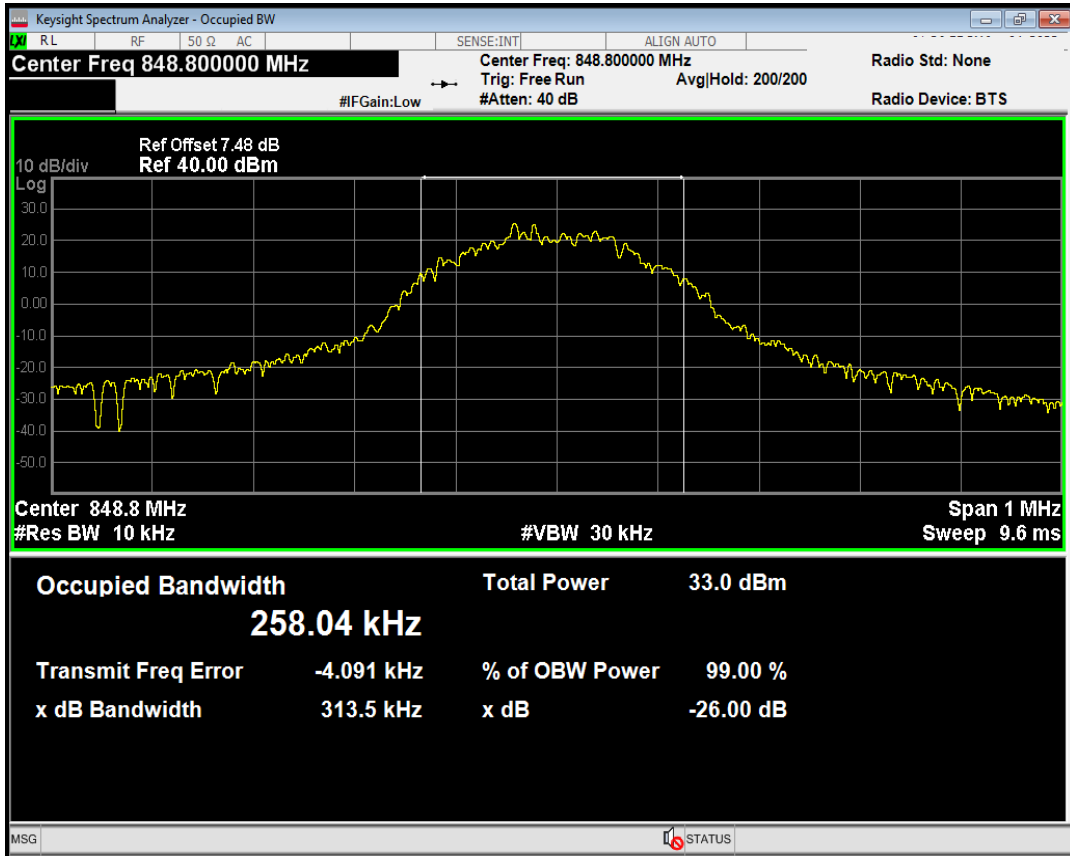 Keysight Spectrum Analyzer - Occupied BW
LXI RL RF 50 Ω AC SENSE:INT ALIGN AUTO
Center Freq 848.800000 MHz
Center Freq: 848.800000 MHz
Radio Std: None
Trig: Free Run Avg|Hold: 200/200
#IFGain:Low #Atten: 40 dB
Radio Device: BTS
Ref Offset 7.48 dB
10 dB/div Ref 40.00 dBm
Log
30.0
20.0
10.0
0.00
-10.0
-20.0
-30.0
-40.0
-50.0
Center 848.8 MHz Span 1 MHz
#Res BW 10 kHz #VBW 30 kHz Sweep 9.6 ms
Occupied Bandwidth Total Power 33.0 dBm
258.04 kHz
Transmit Freq Error -4.091 kHz % of OBW Power 99.00 %
x dB Bandwidth 313.5 kHz x dB -26.00 dB
MSG STATUS